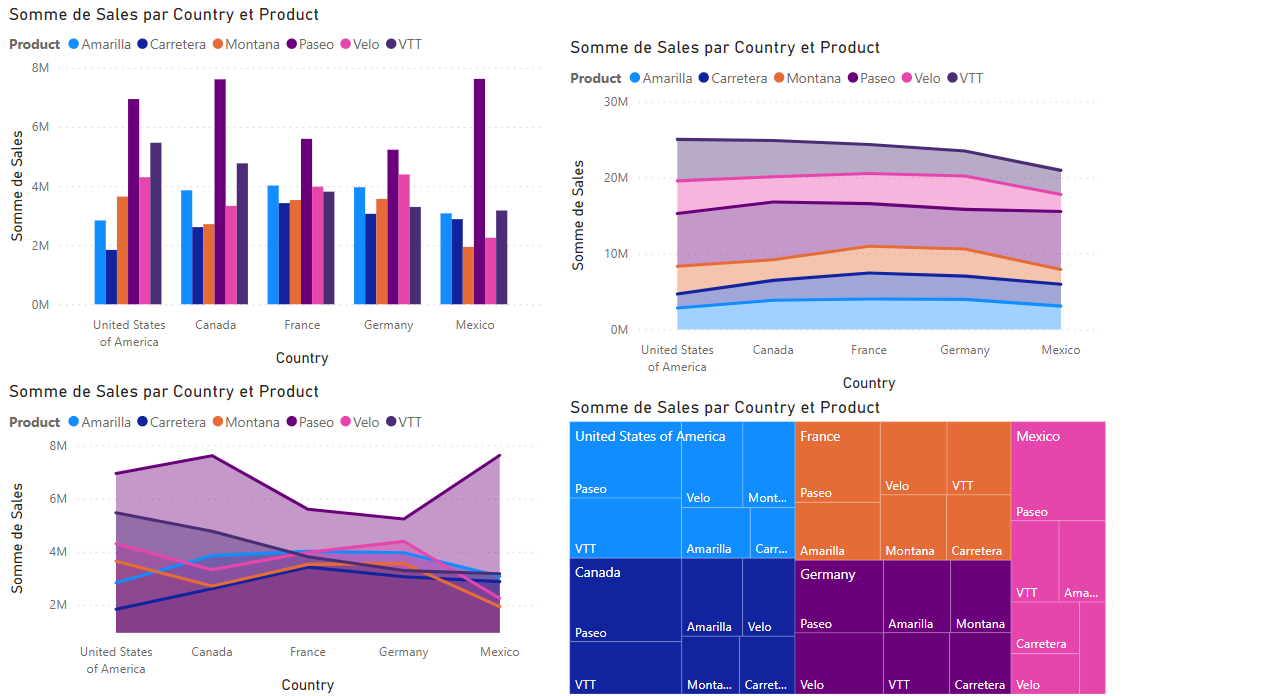 Somme de Sales par Country et Product
Product Amarilla Carretera Montana Paseo Velo VTT
8M
6M
4M
2M
0M
Somme de Sales
United States of America
Canada
France
Germany
Mexico
Country
Somme de Sales par Country et Product
Product Amarilla Carretera Montana Paseo Velo VTT
30M
20M
10M
0M
Somme de Sales
United States of America
Canada
France
Germany
Mexico
Country
Somme de Sales par Country et Product
Product Amarilla Carretera Montana Paseo Velo VTT
8M
6M
4M
2M
Somme de Sales
United States of America
Canada
France
Germany
Mexico
Country
Somme de Sales par Country et Product
United States of America
Paseo
VTT
Velo
Mont...
Amarilla
Carr...
Canada
Paseo
VTT
Amarilla
Velo
Monta...
Carret...
France
Paseo
Amarilla
Velo
VTT
Montana
Carretera
Germany
Paseo
Velo
Amarilla
Montana
VTT
Carretera
Mexico
Paseo
VTT
Ama...
Carretera
Velo